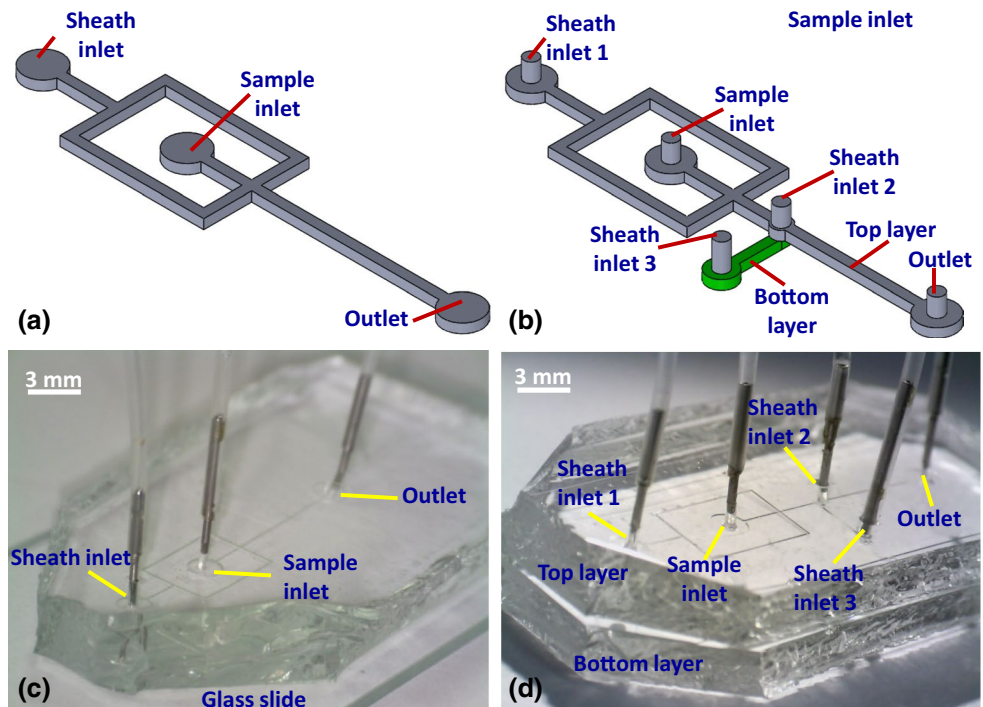 Sheath
inlet
Sample
inlet
Outlet
(a)
Sample inlet
Sheath
inlet 1
Sample
inlet
Sheath
inlet 2
Sheath
inlet 3
Top layer
Outlet
Bottom
layer
(b)
3 mm
Outlet
Sheath inlet
Sample
inlet
(c)
Glass slide
3 mm
Sheath
inlet 2
Sheath
inlet 1
Outlet
Top layer
Sample
inlet
Sheath
inlet 3
Bottom layer
(d)